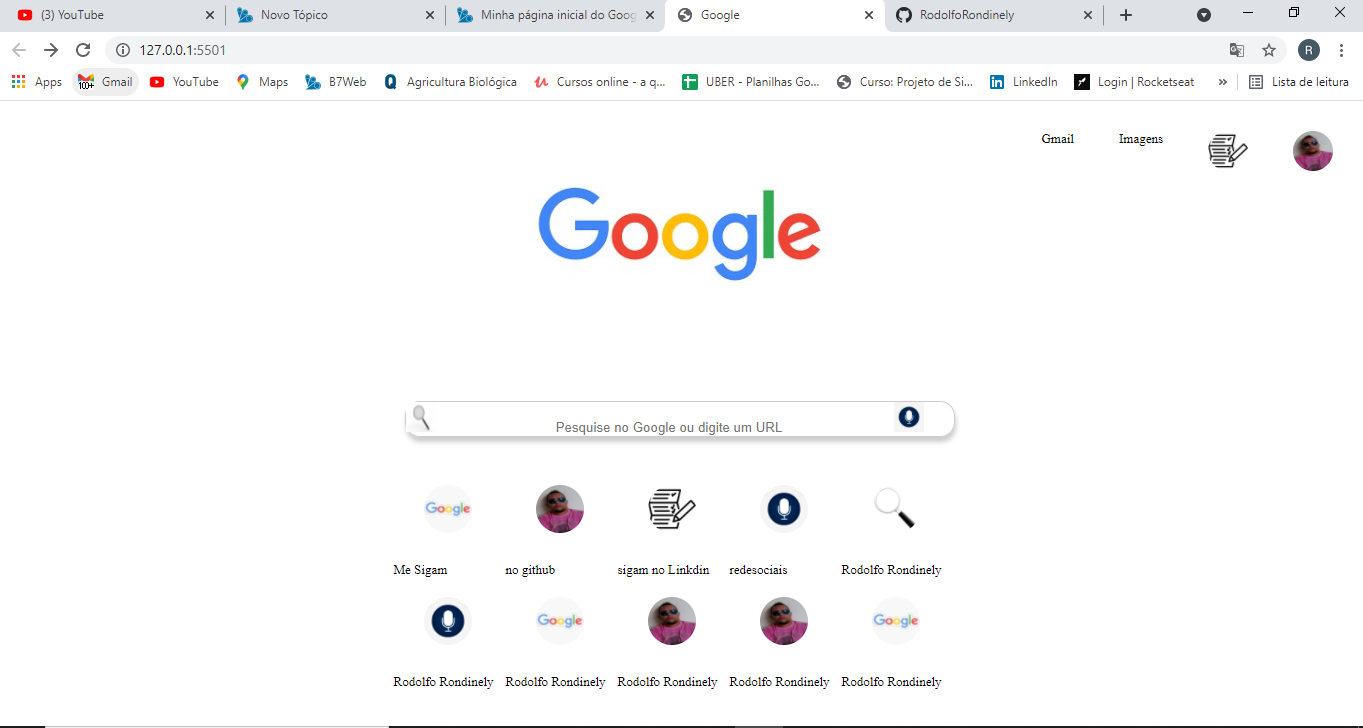 (3) YouTube
Novo Tópico
Minha página inicial do Goog
Google
RodolfoRondinely
127.0.0.1:5501
R
Apps
100+
Gmail
YouTube
Maps
B7Web
Agricultura Biológica
Cursos online - a q...
UBER - Planilhas Go...
Curso: Projeto de Si...
LinkedIn
Login | Rocketseat
»
Lista de leitura
Gmail
Imagens
Google
Pesquise no Google ou digite um URL
Google
Me Sigam
no github
sigam no Linkdin
redesociais
Rodolfo Rondinely
Google
Google
Rodolfo Rondinely
Rodolfo Rondinely
Rodolfo Rondinely
Rodolfo Rondinely
Rodolfo Rondinely